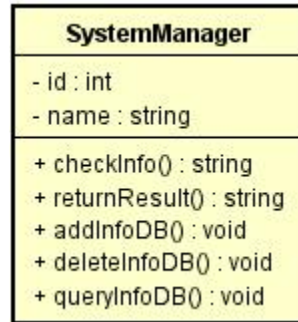 SystemManager
- id : int
- name : string
+ checkInfo() : string
+ returnResult() : string
+ addInfoDB() : void
+ deleteInfoDB() : void
+ queryInfoDB() : void